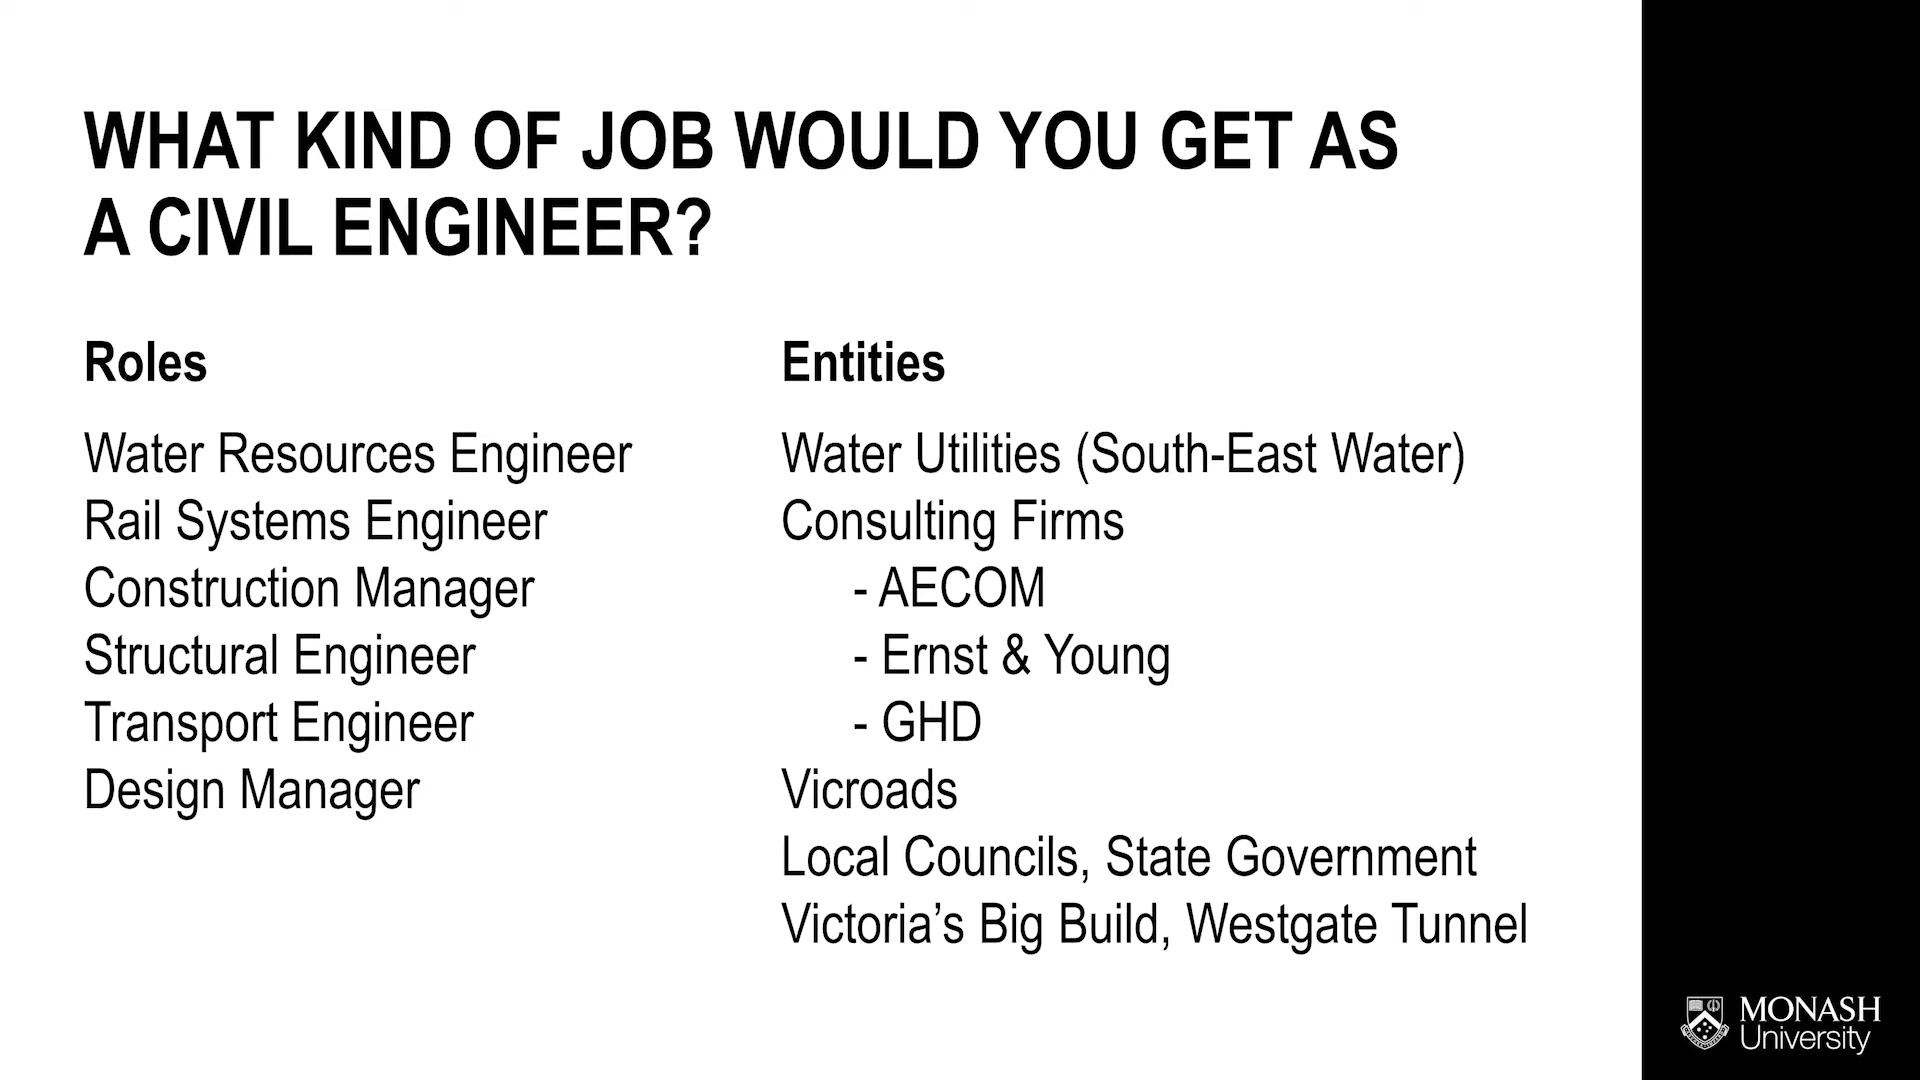 WHAT KIND OF JOB WOULD YOU GET AS
A CIVIL ENGINEER?
Roles
Water Resources Engineer
Rail Systems Engineer
Construction Manager
Structural Engineer
Transport Engineer
Design Manager
Entities
Water Utilities (South-East Water)
Consulting Firms
- AECOM
- Ernst & Young
- GHD
Vicroads
Local Councils, State Government
Victoria’s Big Build, Westgate Tunnel
MONASH
University